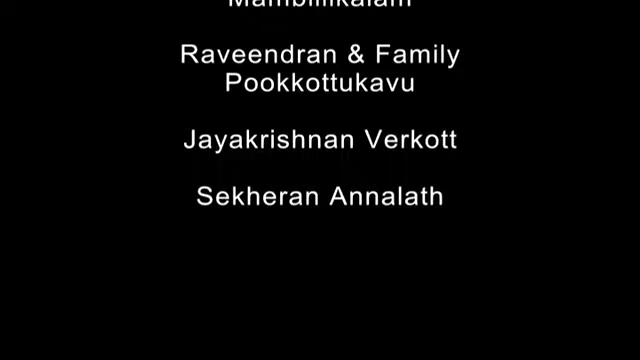 Raveendran & Family
Pookkottukavu
Jayakrishnan Verkott
Sekheran Annalath